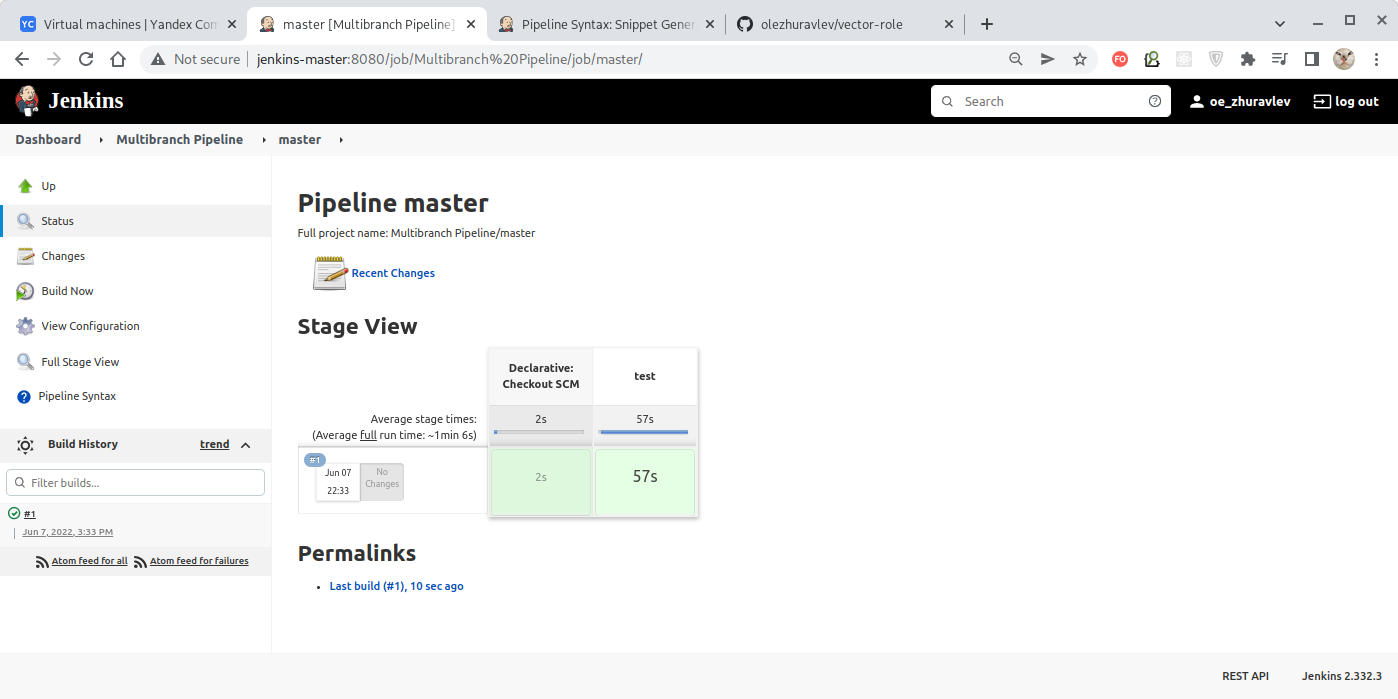 YC Virtual machines | Yandex Con
master [Multibranch Pipeline]
Pipeline Syntax: Snippet Gener
olezhuravlev/vector-role
Not secure jenkins-master:8080/job/Multibranch%20Pipeline/job/master/
FO
Jenkins
Search
oe_zhuravlev
log out
Dashboard Multibranch Pipeline master
Up
Status
Changes
Build Now
View Configuration
Full Stage View
Pipeline Syntax
Build History trend
Filter builds...
#1
Jun 7, 2022, 3:33 PM
Atom feed for all Atom feed for failures
Pipeline master
Full project name: Multibranch Pipeline/master
Recent Changes
Stage View
Declarative:
Checkout SCM
test
Average stage times:
(Average full run time: ~1min 6s)
2s
57s
#1
Jun 07
22:33
No
Changes
2s
57s
Permalinks
Last build (#1), 10 sec ago
REST API
Jenkins 2.332.3